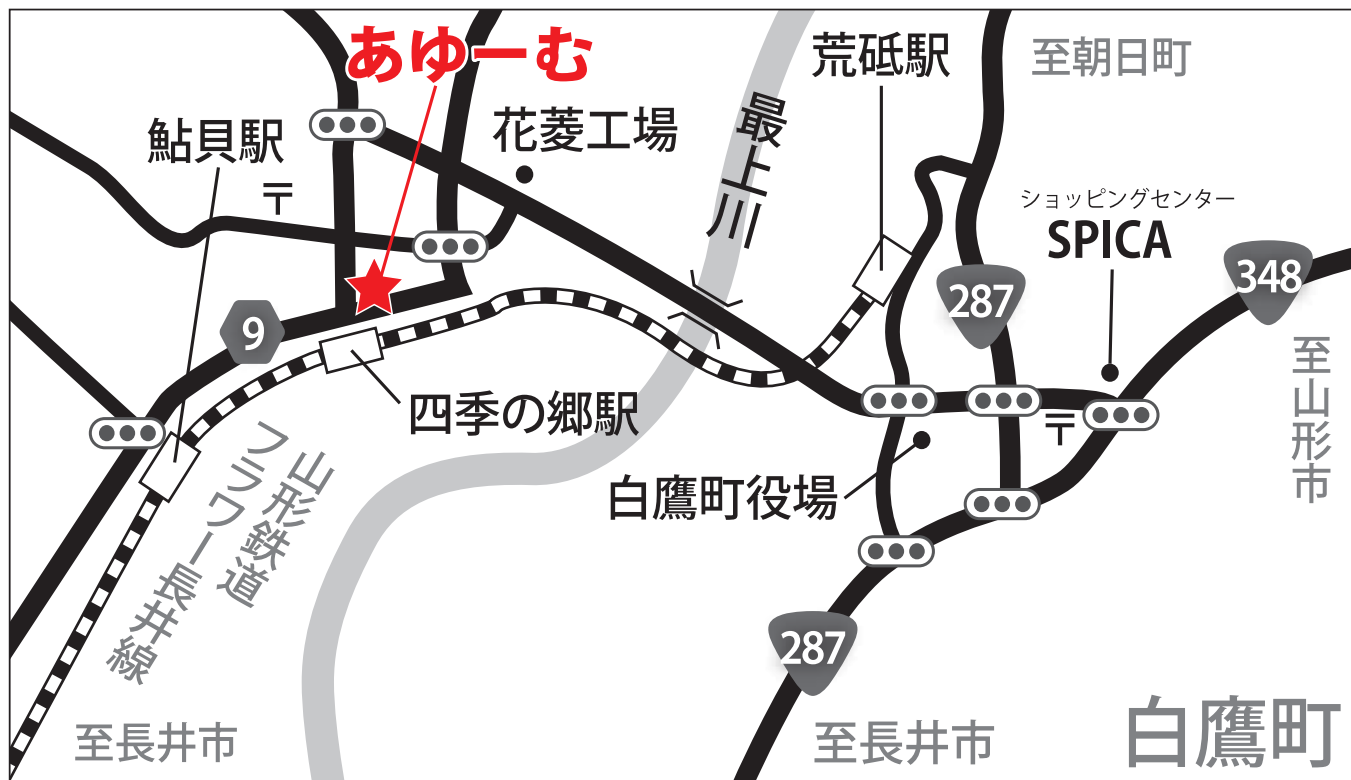 あゆーむ
荒砥駅
至朝日町
最上川
花菱工場
鮎貝駅
〒
ショッピングセンター
SPICA
348
287
9
至山形市
四季の郷駅
〒
白鷹町役場
山形鉄道
フラワー長井線
287
至長井市
至長井市
白鷹町